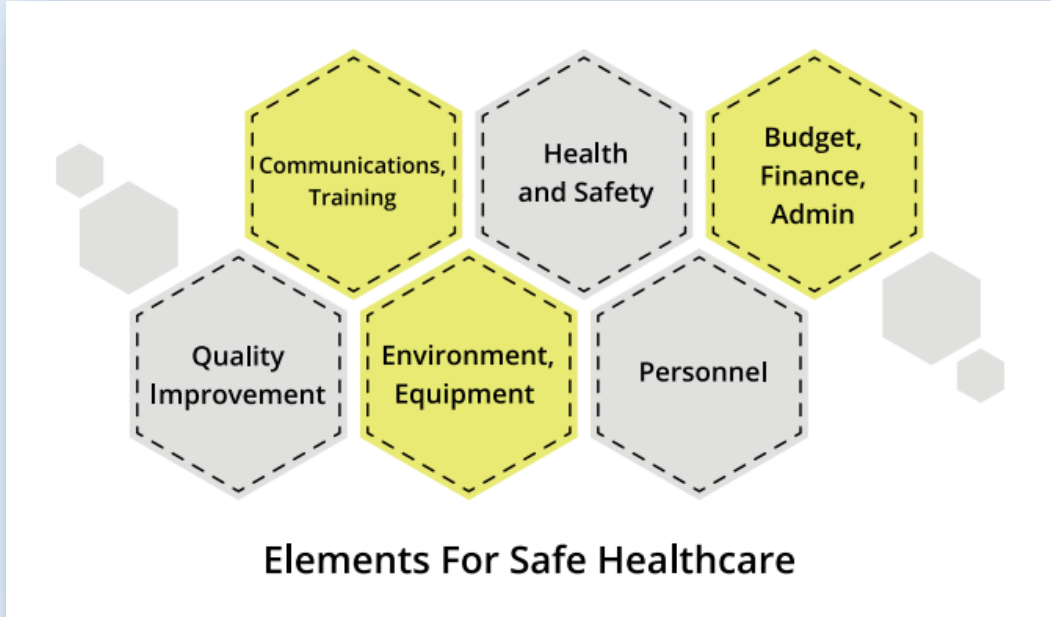 Communications,
Training
Health
and Safety
Budget,
Finance,
Admin
Quality
Improvement
Environment,
Equipment
Personnel
Elements For Safe Healthcare